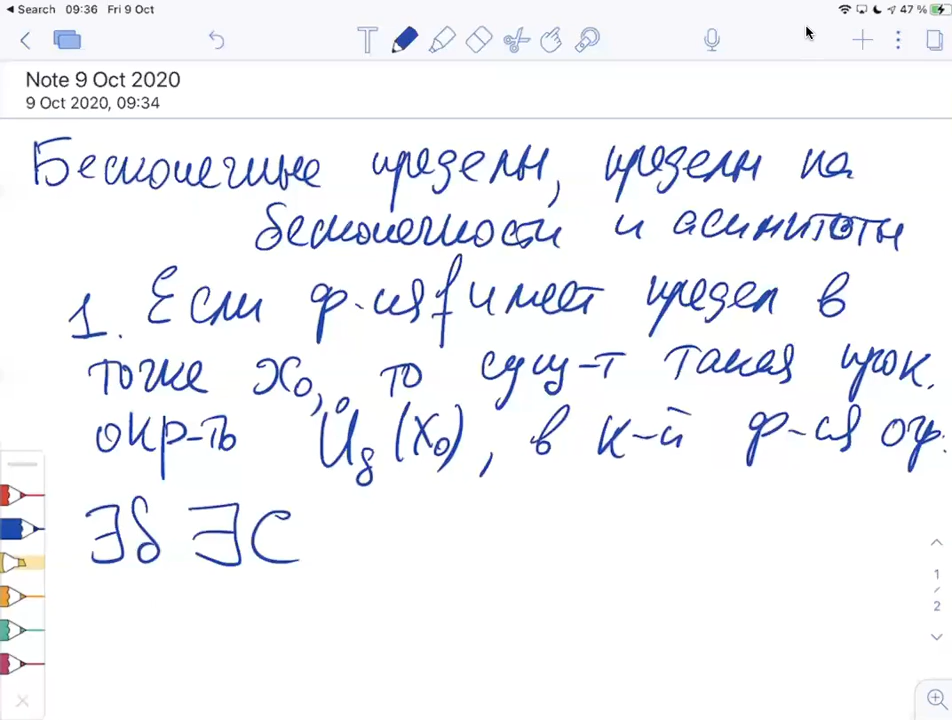 Search 09:36 Fri 9 Oct 47 %
T
Note 9 Oct 2020
9 Oct 2020, 09:34
Бесконечные пределы, пределы на
бесконечности и асимптоты
1. Если ф-ия f имеет предел в
точке x₀, то сущ-т такая прок.
окр-ть Ů_δ(x₀), в к-й ф-ия огр.
∃δ ∃C
1
/
2